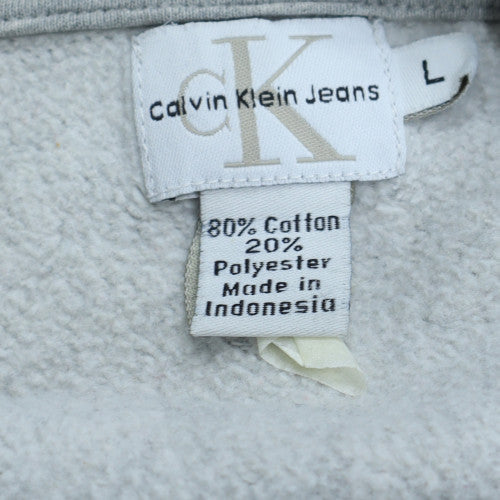 CK
Calvin Klein Jeans
L
80% Cotton
20%
Polyester
Made in
Indonesia